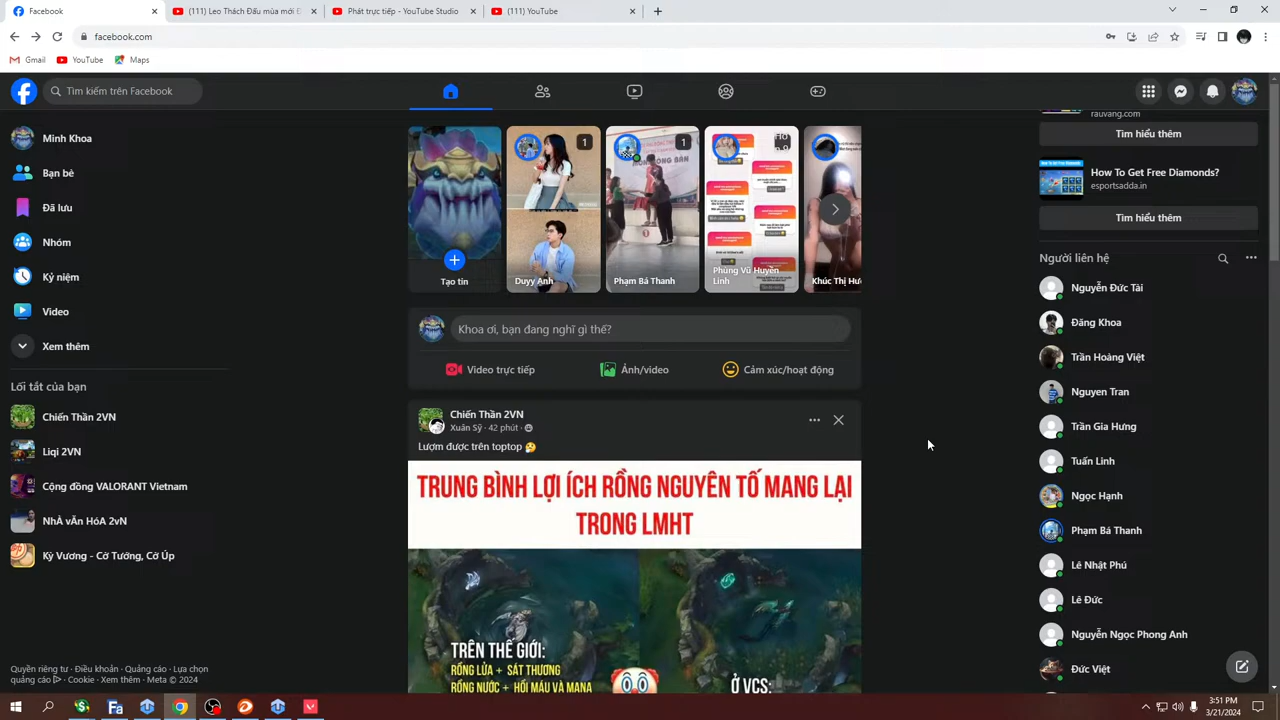 Facebook
(111) Leo Thách Đấu mùa mới Đ
Phát trực tiếp - YouTube Studio
(111) YouTube
facebook.com
Gmail
YouTube
Maps
Tìm kiếm trên Facebook
Minh Khoa
Bạn bè
Đã lưu
Nhóm
Kỷ niệm
Video
Xem thêm
Lối tắt của bạn
Chiến Thần 2VN
Liqi 2VN
Cộng đồng VALORANT Vietnam
NhÀ vĂn HóA 2vN
Kỳ Vương - Cờ Tướng, Cờ Úp
Quyền riêng tư · Điều khoản · Quảng cáo · Lựa chọn
quảng cáo · Cookie · Xem thêm · Meta © 2024
Tạo tin
1
Duyy Anh
1
Phạm Bá Thanh
Phùng Vũ Huyền
Linh
Khúc Thị Hư
Khoa ơi, bạn đang nghĩ gì thế?
Video trực tiếp
Ảnh/video
Cảm xúc/hoạt động
Chiến Thần 2VN
Xuân Sỹ · 42 phút ·
Lượm được trên toptop
TRUNG BÌNH LỢI ÍCH RỒNG NGUYÊN TỐ MANG LẠI
TRONG LMHT
TRÊN THẾ GIỚI:
RỒNG LỬA + SÁT THƯƠNG
RỒNG NƯỚC + HỒI MÁU VÀ MANA
Ở VCS:
rauvang.com
Tìm hiểu thêm
How To Get Free Diamonds?
Tìm hiểu thêm
Người liên hệ
Nguyễn Đức Tài
Đăng Khoa
Trần Hoàng Việt
Nguyen Tran
Trần Gia Hưng
Tuấn Linh
Ngọc Hạnh
Phạm Bá Thanh
Lê Nhật Phú
Lê Đức
Nguyễn Ngọc Phong Anh
Đức Việt
3:51 PM
3/21/2024